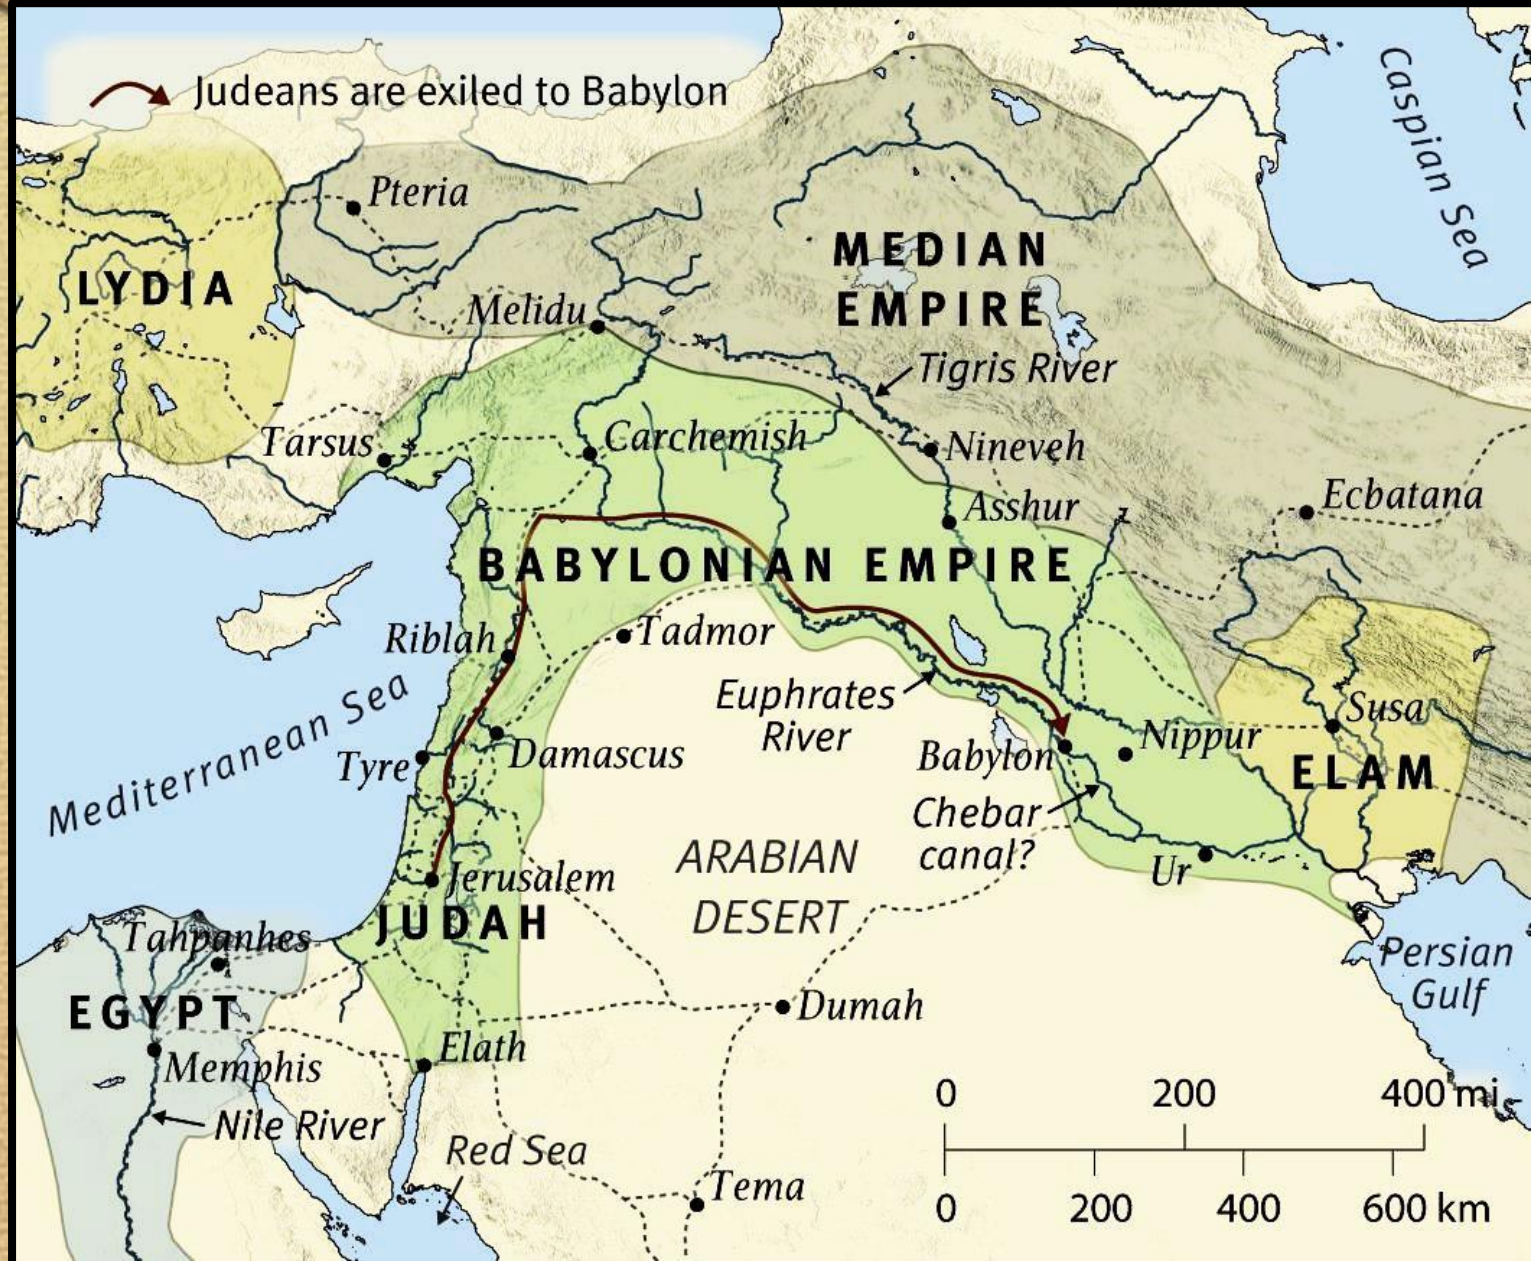 Judeans are exiled to Babylon
Caspian Sea
Pteria
MEDIAN
EMPIRE
LYDIA
Melidu
Tigris River
Tarsus
Carchemish
Nineveh
Ecbatana
Asshur
BABYLONIAN EMPIRE
Riblah
Tadmor
Mediterranean Sea
Euphrates
River
Susa
Tyre
Damascus
Babylon
Nippur
ELAM
Chebar
canal?
ARABIAN
DESERT
Ur
Jerusalem
JUDAH
Tahpanhes
Persian
Gulf
EGYPT
Dumah
Elath
Memphis
Nile River
Red Sea
Tema
0 200 400 mi
0 200 400 600 km